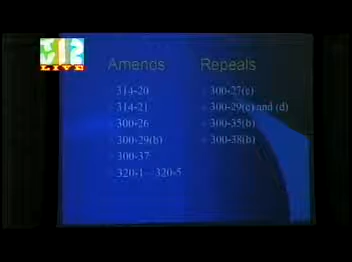 LIVE
Amends
314-20
314-21
300-26
300-29(b)
300-37
320-1 – 320-5
Repeals
300-27(c)
300-29(c) and (d)
300-35(b)
300-38(b)